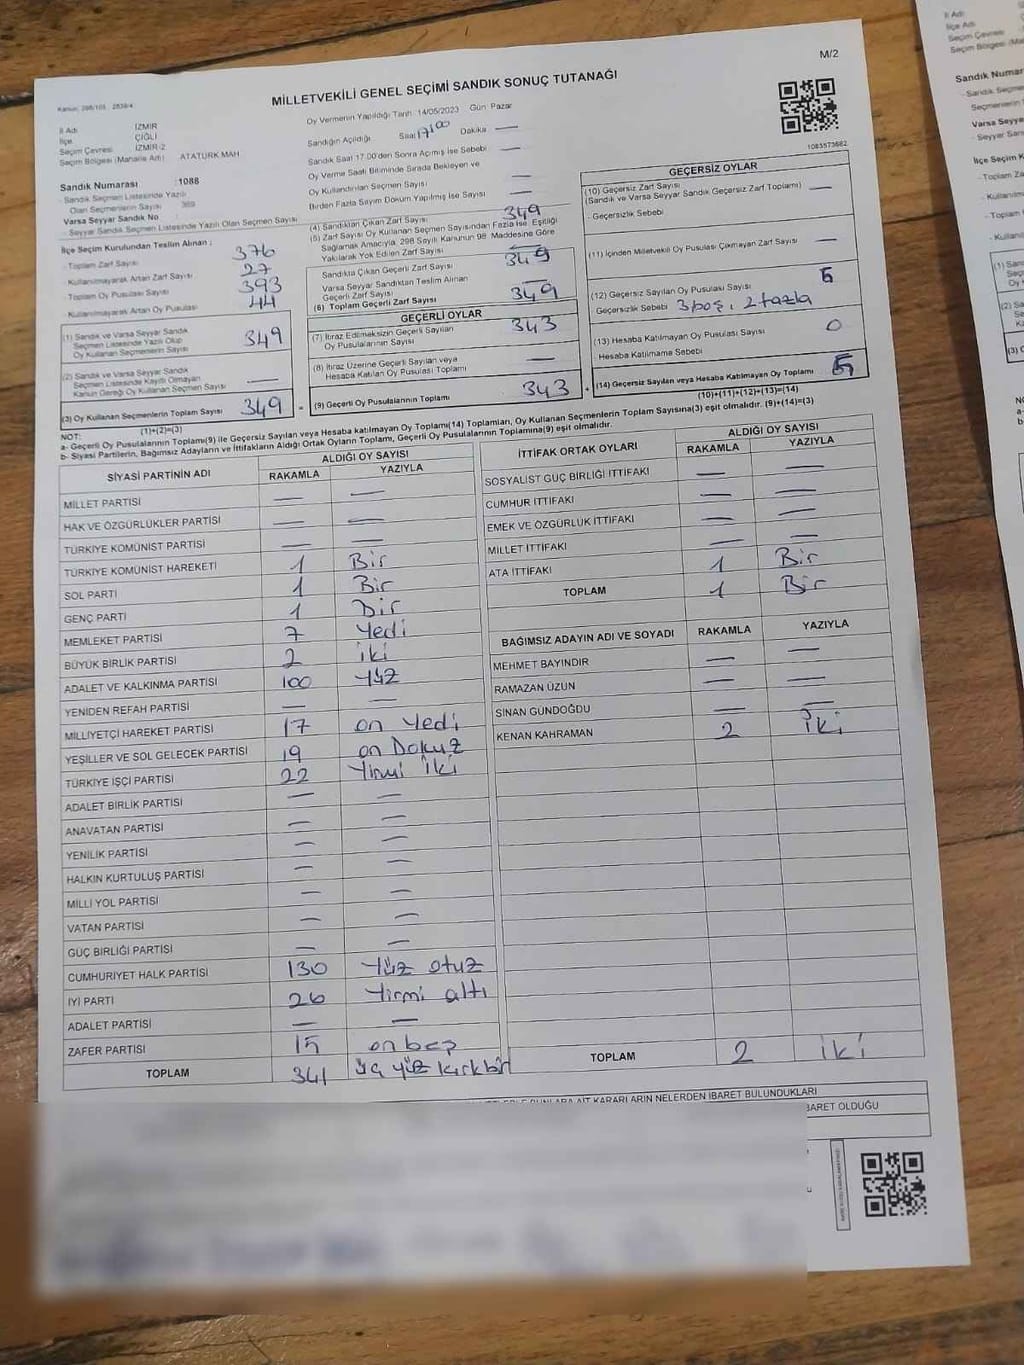 M/2
MİLLETVEKİLİ GENEL SEÇİMİ SANDIK SONUÇ TUTANAĞI
İl Adı İZMİR
İlçe ÇİĞLİ
Seçim Çevresi İZMİR-2
Seçim Bölgesi (Mahalle Adı) ATATÜRK MAH
Sandık Numarası :1088
- Sandık Seçmen Listesinde Yazılı
Olan Seçmenlerin Sayısı 369
Varsa Seyyar Sandık No
- Seyyar Sandık Seçmen Listesinde Yazılı Olan Seçmen Sayısı
Oy Vermenin Yapıldığı Tarih 14/05/2023 Gün Pazar
Sandığın Açıldığı Saat 17:00 Dakika —
Sandık Saat 17.00'den Sonra Açmış İse Sebebi —
Oy Verme Saati Bitiminde Sırada Bekleyen ve
Oy Kullandırılan Seçmen Sayısı —
Birden Fazla Sayım Döküm Yapılmış İse Sayısı —
1083573682
İlçe Seçim Kurulundan Teslim Alınan :
- Toplam Zarf Sayısı 376
- Kullanılmayarak Artan Zarf Sayısı 27
- Toplam Oy Pusulası Sayısı 393
- Kullanılmayarak Artan Oy Pusulası 44
(1) Sandık ve Varsa Seyyar Sandık
Seçmen Listesinde Yazılı Olup
Oy Kullanan Seçmenlerin Sayısı 349
(2) Sandık ve Varsa Seyyar Sandık
Seçmen Listesinde Kayıtlı Olmayan
Kanun Gereği Oy Kullanan Seçmen Sayısı —
(3) Oy Kullanan Seçmenlerin Toplam Sayısı 349
(1)+(2)=(3)
(4) Sandıktan Çıkan Zarf Sayısı 349
(5) Zarf Sayısı Oy Kullanan Seçmen Sayısından Fazla İse, Eşitliği
Sağlamak Amacıyla, 298 Sayılı Kanunun 98. Maddesine Göre
Yakılarak Yok Edilen Zarf Sayısı —
Sandıkta Çıkan Geçerli Zarf Sayısı 349
Varsa Seyyar Sandıktan Teslim Alınan
Geçerli Zarf Sayısı —
(6) Toplam Geçerli Zarf Sayısı 349
GEÇERLİ OYLAR
(7) İtiraz Edilmeksizin Geçerli Sayılan
Oy Pusulalarının Sayısı 343
(8) İtiraz Üzerine Geçerli Sayılan veya
Hesaba Katılan Oy Pusulası Toplamı —
(9) Geçerli Oy Pusulalarının Toplamı 343
GEÇERSİZ OYLAR
(10) Geçersiz Zarf Sayısı
(Sandık ve Varsa Seyyar Sandık Geçersiz Zarf Toplamı) —
- Geçersizlik Sebebi
(11) İçinden Milletvekili Oy Pusulası Çıkmayan Zarf Sayısı —
(12) Geçersiz Sayılan Oy Pusulası Sayısı
Geçersizlik Sebebi 3 boş, 2 fazla
(13) Hesaba Katılmayan Oy Pusulası Sayısı 0
Hesaba Katılmama Sebebi
(14) Geçersiz Sayılan veya Hesaba Katılmayan Oy Toplamı
(10)+(11)+(12)+(13)=(14)
NOT:
a- Geçerli Oy Pusulalarının Toplamı(9) ile Geçersiz Sayılan veya Hesaba katılmayan Oy Toplamı(14) Toplamları, Oy Kullanan Seçmenlerin Toplam Sayısına(3) eşit olmalıdır. (9)+(14)=(3)
b- Siyasi Partilerin, Bağımsız Adayların ve İttifakların Aldığı Ortak Oyların Toplamı, Geçerli Oy Pusulalarının Toplamına(9) eşit olmalıdır.
SİYASİ PARTİNİN ADI ALDIĞI OY SAYISI
RAKAMLA YAZIYLA
MİLLET PARTİSİ — —
HAK VE ÖZGÜRLÜKLER PARTİSİ — —
TÜRKİYE KOMÜNİST PARTİSİ — —
TÜRKİYE KOMÜNİST HAREKETİ 1 Bir
SOL PARTİ 1 Bir
GENÇ PARTİ 1 Bir
MEMLEKET PARTİSİ 7 Yedi
BÜYÜK BİRLİK PARTİSİ 2 iki
ADALET VE KALKINMA PARTİSİ 100 Yüz
YENİDEN REFAH PARTİSİ — —
MİLLİYETÇİ HAREKET PARTİSİ 17 on Yedi
YEŞİLLER VE SOL GELECEK PARTİSİ 19 on Dokuz
TÜRKİYE İŞÇİ PARTİSİ 22 Yirmi İki
ADALET BİRLİK PARTİSİ — —
ANAVATAN PARTİSİ — —
YENİLİK PARTİSİ — —
HALKIN KURTULUŞ PARTİSİ — —
MİLLİ YOL PARTİSİ — —
VATAN PARTİSİ — —
GÜÇ BİRLİĞİ PARTİSİ — —
CUMHURİYET HALK PARTİSİ 130 Yüz otuz
İYİ PARTİ 26 Yirmi altı
ADALET PARTİSİ — —
ZAFER PARTİSİ 15 on beş
TOPLAM 341 üç yüz kırk bir
İTTİFAK ORTAK OYLARI ALDIĞI OY SAYISI
RAKAMLA YAZIYLA
SOSYALİST GÜÇ BİRLİĞİ İTTİFAKI — —
CUMHUR İTTİFAKI — —
EMEK VE ÖZGÜRLÜK İTTİFAKI — —
MİLLET İTTİFAKI — —
ATA İTTİFAKI 1 Bir
TOPLAM 1 Bir
BAĞIMSIZ ADAYIN ADI VE SOYADI RAKAMLA YAZIYLA
MEHMET BAYINDIR — —
RAMAZAN ÜZÜN — —
SİNAN GÜNDOĞDU — —
KENAN KAHRAMAN 2 İki
TOPLAM 2 iki
KARARLARIN NELERDEN İBARET BULUNDUKLARI
İBARET OLDUĞU
İl Adı
İlçe Adı
Seçim Çevresi
Seçim Bölgesi
Sandık Numar